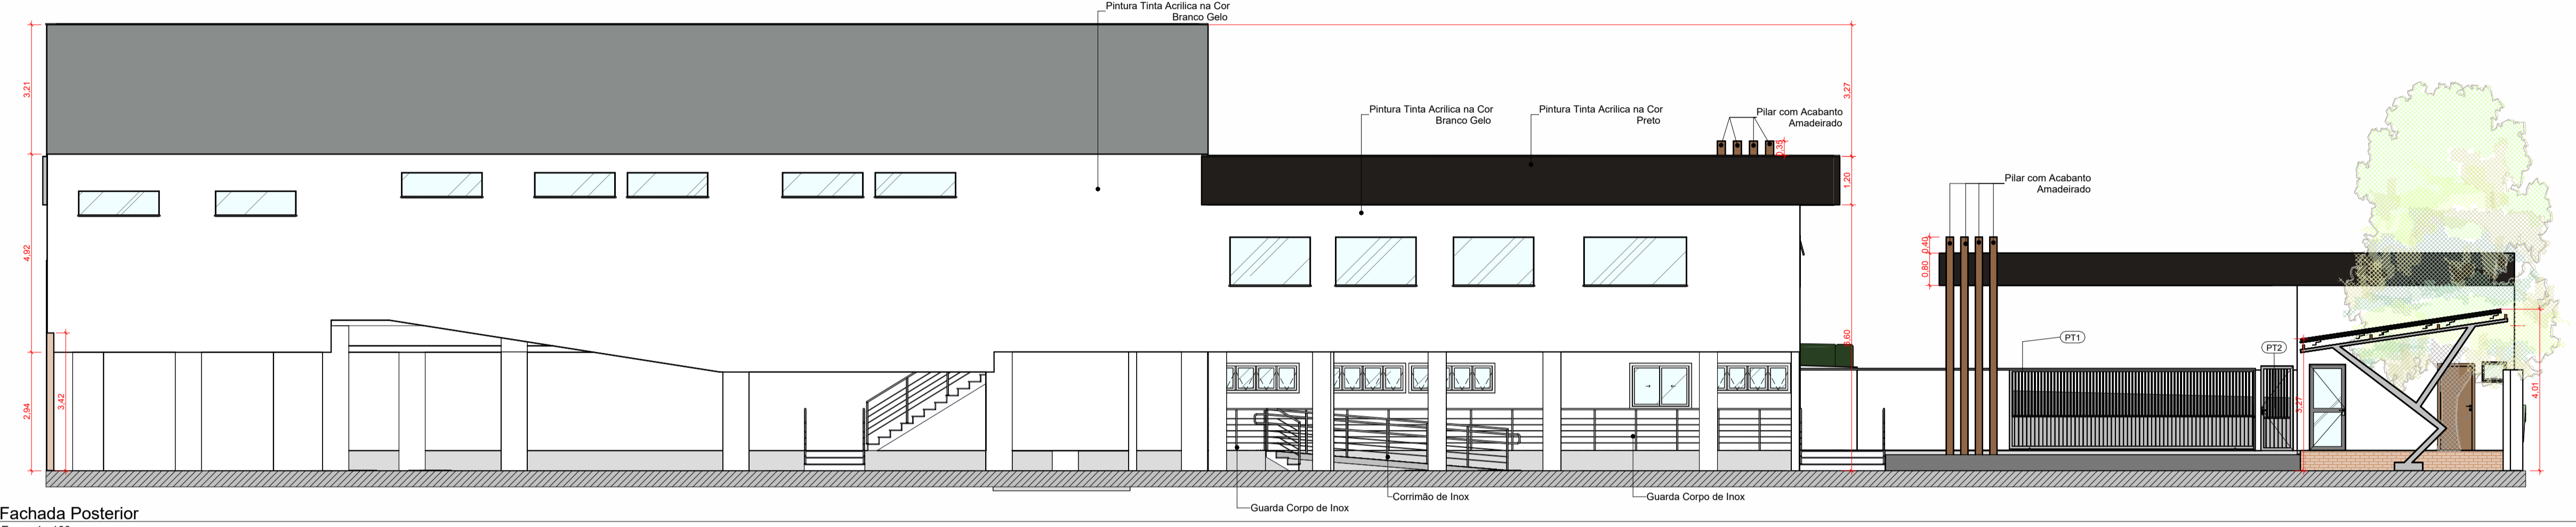 Pintura Tinta Acrilica na Cor
Branco Gelo
3,21
3,27
Pintura Tinta Acrilica na Cor
Branco Gelo
Pintura Tinta Acrilica na Cor
Preto
Pilar com Acabanto
Amadeirado
0,35
1,20
Pilar com Acabanto
Amadeirado
4,92
0,40
0,80
6,60
PT1
PT2
2,94
3,42
3,27
4,01
Guarda Corpo de Inox
Corrimão de Inox
Guarda Corpo de Inox
Fachada Posterior